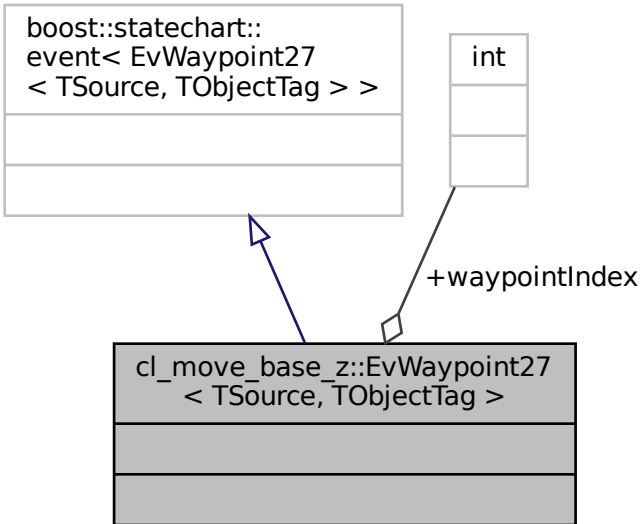 boost::statechart::
event< EvWaypoint27
< TSource, TObjectTag > >
int
+waypointIndex
cl_move_base_z::EvWaypoint27
< TSource, TObjectTag >